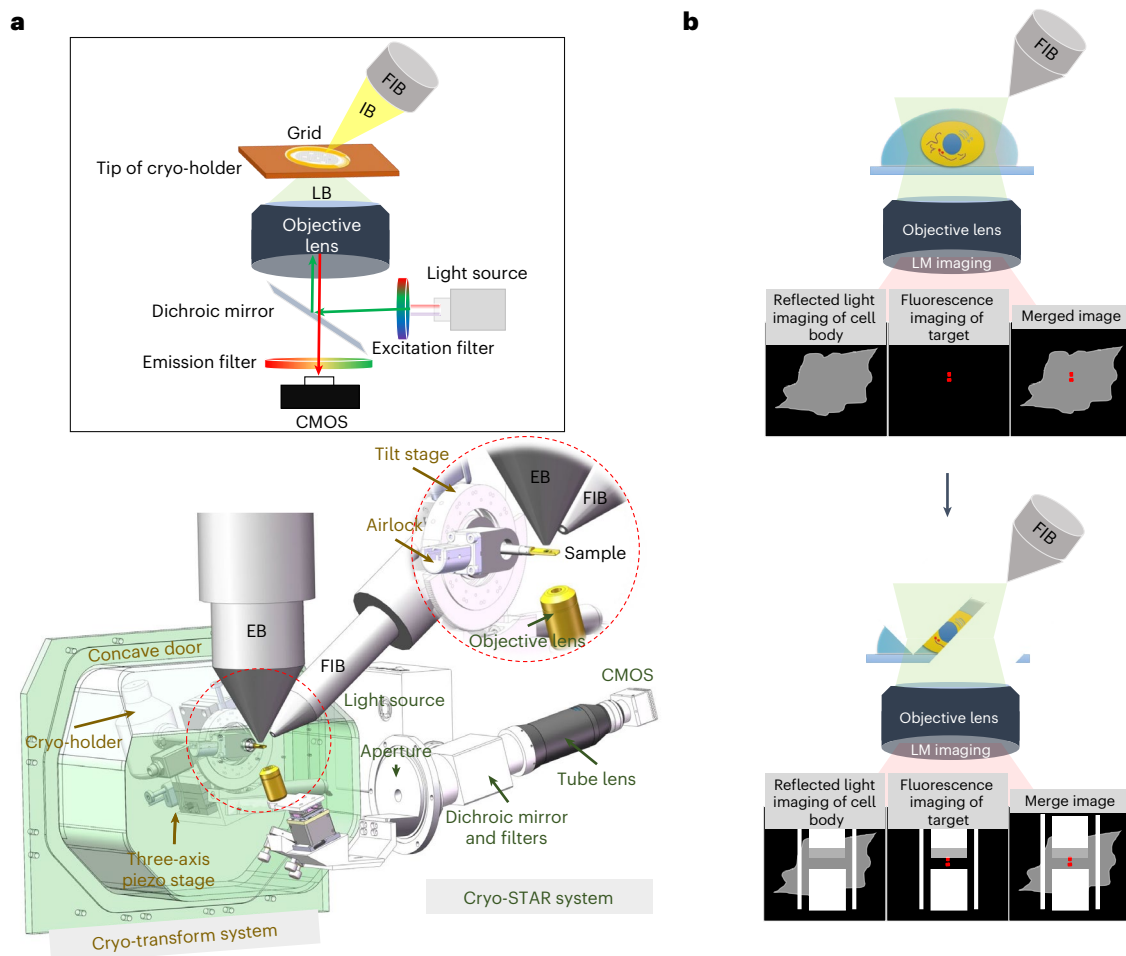 a
FIB
IB
Grid
Tip of cryo-holder
LB
Objective
lens
Light source
Dichroic mirror
Excitation filter
Emission filter
CMOS
Tilt stage
EB
FIB
Airlock
Sample
Objective lens
EB
Concave door
FIB
CMOS
Light source
Cryo-holder
Aperture
Tube lens
Dichroic mirror
and filters
Three-axis
piezo stage
Cryo-STAR system
Cryo-transform system
b
FIB
Objective lens
LM imaging
Reflected light
imaging of cell
body
Fluorescence
imaging of
target
Merged image
FIB
Objective lens
LM imaging
Reflected light
imaging of cell
body
Fluorescence
imaging of
target
Merge image